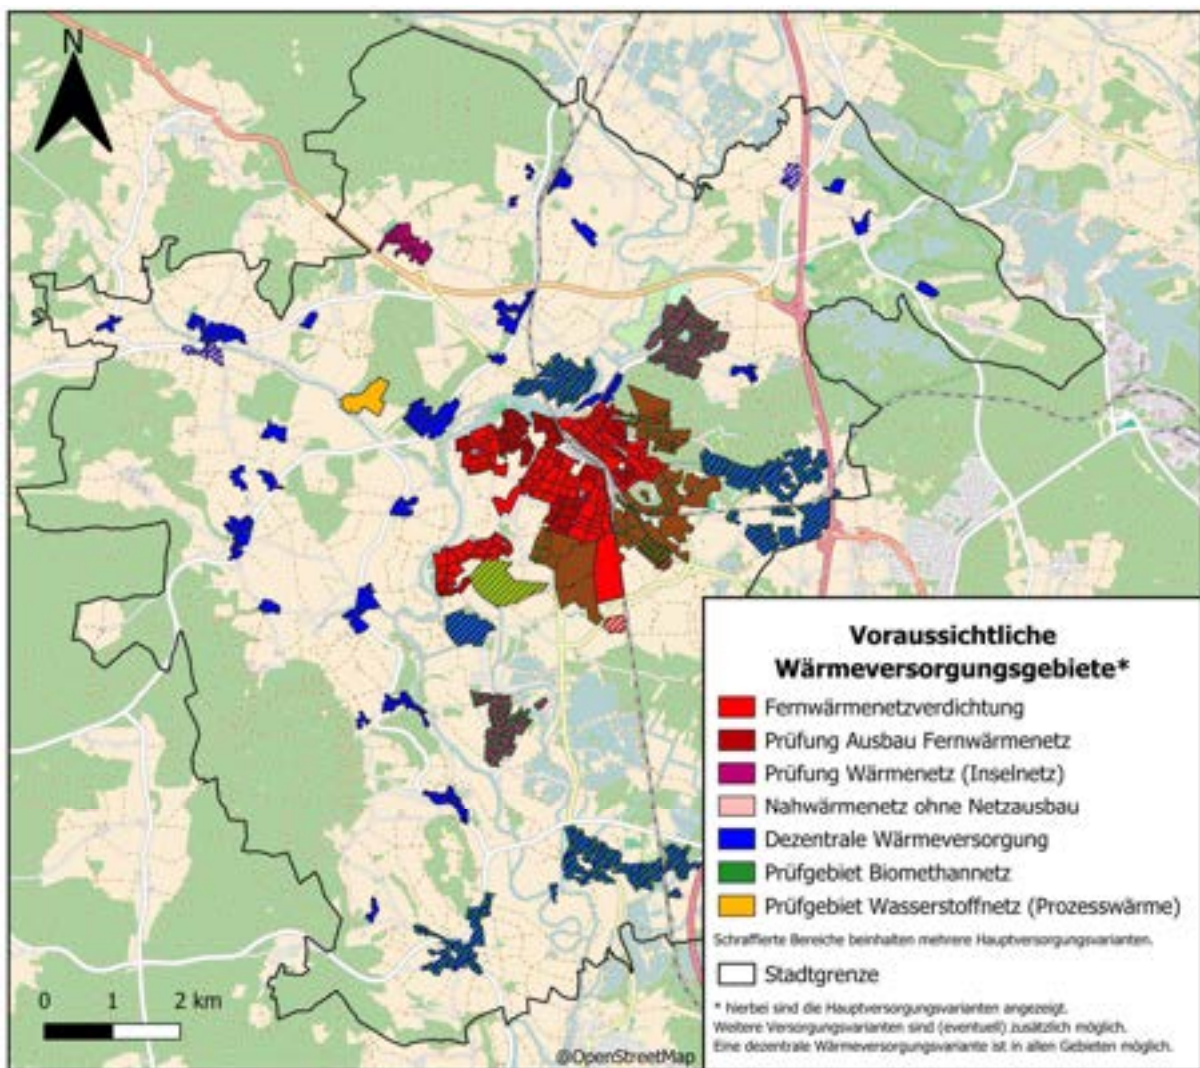 N
Voraussichtliche
Wärmeversorgungsgebiete*
Fernwärmenetzverdichtung
Prüfung Ausbau Fernwärmenetz
Prüfung Wärmenetz (Inselnetz)
Nahwärmenetz ohne Netzausbau
Dezentrale Wärmeversorgung
Prüfgebiet Biomethannetz
Prüfgebiet Wasserstoffnetz (Prozesswärme)
Schraffierte Bereiche beinhalten mehrere Hauptversorgungsvarianten.
Stadtgrenze
* hierbei sind die Hauptversorgungsvarianten angezeigt.
Weitere Versorgungsvarianten sind (eventuell) zusätzlich möglich.
Eine dezentrale Wärmeversorgungsvariante ist in allen Gebieten möglich.
0 1 2 km
@OpenStreetMap